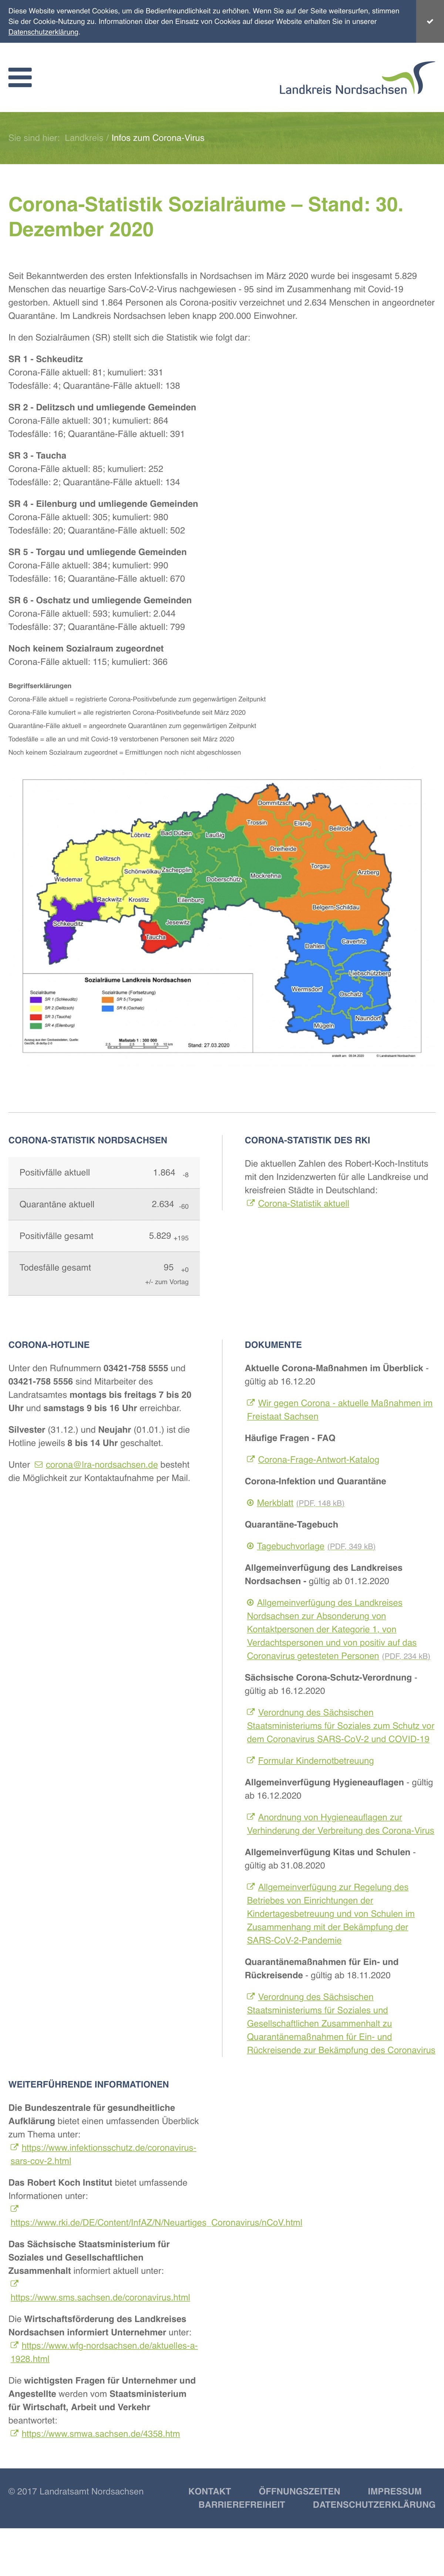 Diese Website verwendet Cookies, um die Bedienfreundlichkeit zu erhöhen. Wenn Sie auf der Seite weitersurfen, stimmen
Sie der Cookie-Nutzung zu. Informationen über den Einsatz von Cookies auf dieser Website erhalten Sie in unserer
Datenschutzerklärung.
Landkreis Nordsachsen
Sie sind hier: Landkreis / Infos zum Corona-Virus
Corona-Statistik Sozialräume – Stand: 30.
Dezember 2020
Seit Bekanntwerden des ersten Infektionsfalls in Nordsachsen im März 2020 wurde bei insgesamt 5.829
Menschen das neuartige Sars-CoV-2-Virus nachgewiesen - 95 sind im Zusammenhang mit Covid-19
gestorben. Aktuell sind 1.864 Personen als Corona-positiv verzeichnet und 2.634 Menschen in angeordneter
Quarantäne. Im Landkreis Nordsachsen leben knapp 200.000 Einwohner.
In den Sozialräumen (SR) stellt sich die Statistik wie folgt dar:
SR 1 - Schkeuditz
Corona-Fälle aktuell: 81; kumuliert: 331
Todesfälle: 4; Quarantäne-Fälle aktuell: 138
SR 2 - Delitzsch und umliegende Gemeinden
Corona-Fälle aktuell: 301; kumuliert: 864
Todesfälle: 16; Quarantäne-Fälle aktuell: 391
SR 3 - Taucha
Corona-Fälle aktuell: 85; kumuliert: 252
Todesfälle: 2; Quarantäne-Fälle aktuell: 134
SR 4 - Eilenburg und umliegende Gemeinden
Corona-Fälle aktuell: 305; kumuliert: 980
Todesfälle: 20; Quarantäne-Fälle aktuell: 502
SR 5 - Torgau und umliegende Gemeinden
Corona-Fälle aktuell: 384; kumuliert: 990
Todesfälle: 16; Quarantäne-Fälle aktuell: 670
SR 6 - Oschatz und umliegende Gemeinden
Corona-Fälle aktuell: 593; kumuliert: 2.044
Todesfälle: 37; Quarantäne-Fälle aktuell: 799
Noch keinem Sozialraum zugeordnet
Corona-Fälle aktuell: 115; kumuliert: 366
Begriffserklärungen
Corona-Fälle aktuell = registrierte Corona-Positivbefunde zum gegenwärtigen Zeitpunkt
Corona-Fälle kumuliert = alle registrierten Corona-Positivbefunde seit März 2020
Quarantäne-Fälle aktuell = angeordnete Quarantänen zum gegenwärtigen Zeitpunkt
Todesfälle = alle an und mit Covid-19 verstorbenen Personen seit März 2020
Noch keinem Sozialraum zugeordnet = Ermittlungen noch nicht abgeschlossen
Dommitzsch
Trossin
Elsnig
Beilrode
Löbnitz
Bad Düben
Laußig
Dreiheide
Delitzsch
Torgau
Arzberg
Wiedemar
Schönwölkau
Zschepplin
Doberschütz
Mockrehna
Rackwitz
Krostitz
Eilenburg
Belgern-Schildau
Schkeuditz
Jesewitz
Taucha
Dahlen
Cavertitz
Liebschützberg
Wermsdorf
Oschatz
Naundorf
Mügeln
Sozialräume Landkreis Nordsachsen
Sozialräume
SR 1 (Schkeuditz)
SR 2 (Delitzsch)
SR 3 (Taucha)
SR 4 (Eilenburg)
Sozialräume (Fortsetzung)
SR 5 (Torgau)
SR 6 (Oschatz)
Maßstab 1 : 300 000
Stand: 27.03.2020
© Landratsamt Nordsachsen
CORONA-STATISTIK NORDSACHSEN
Positivfälle aktuell 1.864 -8
Quarantäne aktuell 2.634 -60
Positivfälle gesamt 5.829 +195
Todesfälle gesamt 95 +0
+/- zum Vortag
CORONA-STATISTIK DES RKI
Die aktuellen Zahlen des Robert-Koch-Instituts
mit den Inzidenzwerten für alle Landkreise und
kreisfreien Städte in Deutschland:
Corona-Statistik aktuell
CORONA-HOTLINE
Unter den Rufnummern 03421-758 5555 und
03421-758 5556 sind Mitarbeiter des
Landratsamtes montags bis freitags 7 bis 20
Uhr und samstags 9 bis 16 Uhr erreichbar.
Silvester (31.12.) und Neujahr (01.01.) ist die
Hotline jeweils 8 bis 14 Uhr geschaltet.
Unter corona@lra-nordsachsen.de besteht
die Möglichkeit zur Kontaktaufnahme per Mail.
DOKUMENTE
Aktuelle Corona-Maßnahmen im Überblick -
gültig ab 16.12.20
Wir gegen Corona - aktuelle Maßnahmen im
Freistaat Sachsen
Häufige Fragen - FAQ
Corona-Frage-Antwort-Katalog
Corona-Infektion und Quarantäne
Merkblatt (PDF, 148 kB)
Quarantäne-Tagebuch
Tagebuchvorlage (PDF, 349 kB)
Allgemeinverfügung des Landkreises
Nordsachsen - gültig ab 01.12.2020
Allgemeinverfügung des Landkreises
Nordsachsen zur Absonderung von
Kontaktpersonen der Kategorie 1, von
Verdachtspersonen und von positiv auf das
Coronavirus getesteten Personen (PDF, 234 kB)
Sächsische Corona-Schutz-Verordnung -
gültig ab 16.12.2020
Verordnung des Sächsischen
Staatsministeriums für Soziales zum Schutz vor
dem Coronavirus SARS-CoV-2 und COVID-19
Formular Kindernotbetreuung
Allgemeinverfügung Hygieneauflagen - gültig
ab 16.12.2020
Anordnung von Hygieneauflagen zur
Verhinderung der Verbreitung des Corona-Virus
Allgemeinverfügung Kitas und Schulen -
gültig ab 31.08.2020
Allgemeinverfügung zur Regelung des
Betriebes von Einrichtungen der
Kindertagesbetreuung und von Schulen im
Zusammenhang mit der Bekämpfung der
SARS-CoV-2-Pandemie
Quarantänemaßnahmen für Ein- und
Rückreisende - gültig ab 18.11.2020
Verordnung des Sächsischen
Staatsministeriums für Soziales und
Gesellschaftlichen Zusammenhalt zu
Quarantänemaßnahmen für Ein- und
Rückreisende zur Bekämpfung des Coronavirus
WEITERFÜHRENDE INFORMATIONEN
Die Bundeszentrale für gesundheitliche
Aufklärung bietet einen umfassenden Überblick
zum Thema unter:
https://www.infektionsschutz.de/coronavirus-
sars-cov-2.html
Das Robert Koch Institut bietet umfassende
Informationen unter:
https://www.rki.de/DE/Content/InfAZ/N/Neuartiges_Coronavirus/nCoV.html
Das Sächsische Staatsministerium für
Soziales und Gesellschaftlichen
Zusammenhalt informiert aktuell unter:
https://www.sms.sachsen.de/coronavirus.html
Die Wirtschaftsförderung des Landkreises
Nordsachsen informiert Unternehmer unter:
https://www.wfg-nordsachsen.de/aktuelles-a-
1928.html
Die wichtigsten Fragen für Unternehmer und
Angestellte werden vom Staatsministerium
für Wirtschaft, Arbeit und Verkehr
beantwortet:
https://www.smwa.sachsen.de/4358.htm
© 2017 Landratsamt Nordsachsen
KONTAKT ÖFFNUNGSZEITEN IMPRESSUM
BARRIEREFREIHEIT DATENSCHUTZERKLÄRUNG